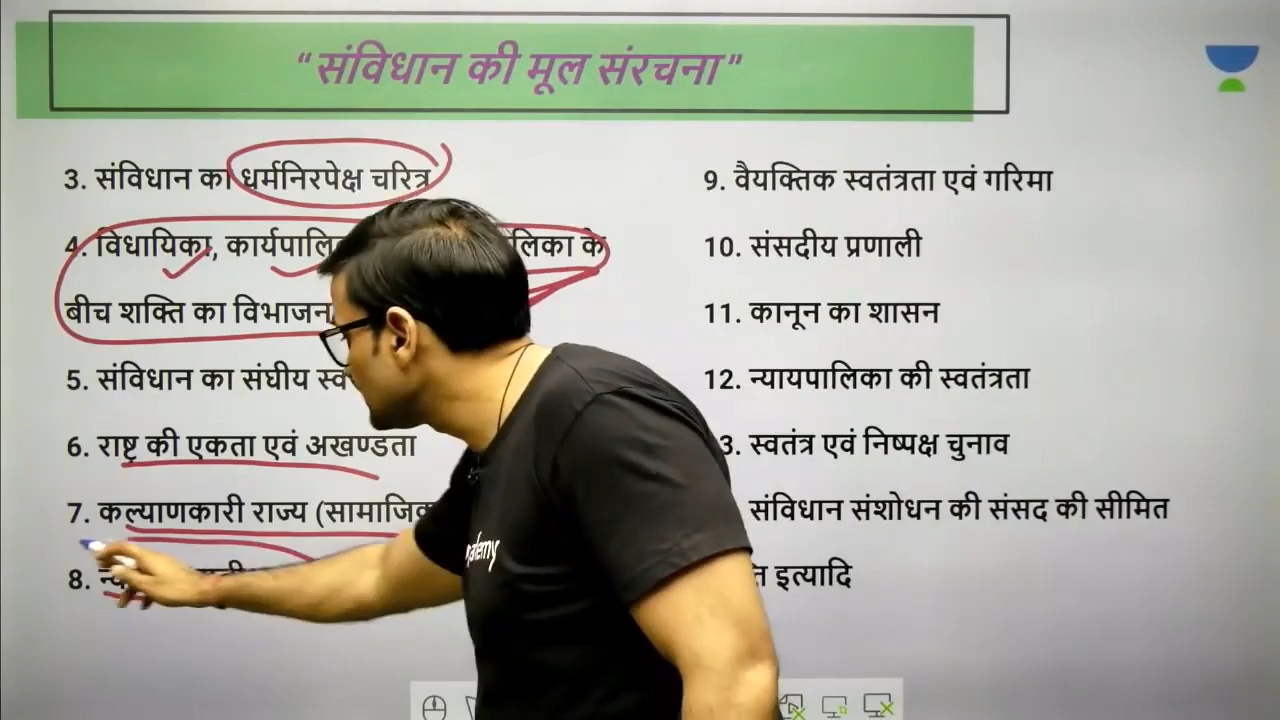 “संविधान की मूल संरचना”
3. संविधान का धर्मनिरपेक्ष चरित्र
4. विधायिका, के
बीच शक्ति का विभाजन
5. संविधान का संघीय
6. राष्ट्र की एकता एवं अखण्डता
7. कल्याणकारी राज्य (सामाजिक
8.
9. वैयक्तिक स्वतंत्रता एवं गरिमा
10. संसदीय प्रणाली
11. कानून का शासन
12. न्यायपालिका की स्वतंत्रता
3. स्वतंत्र एवं निष्पक्ष चुनाव
संविधान संशोधन की संसद की सीमित
इत्यादि